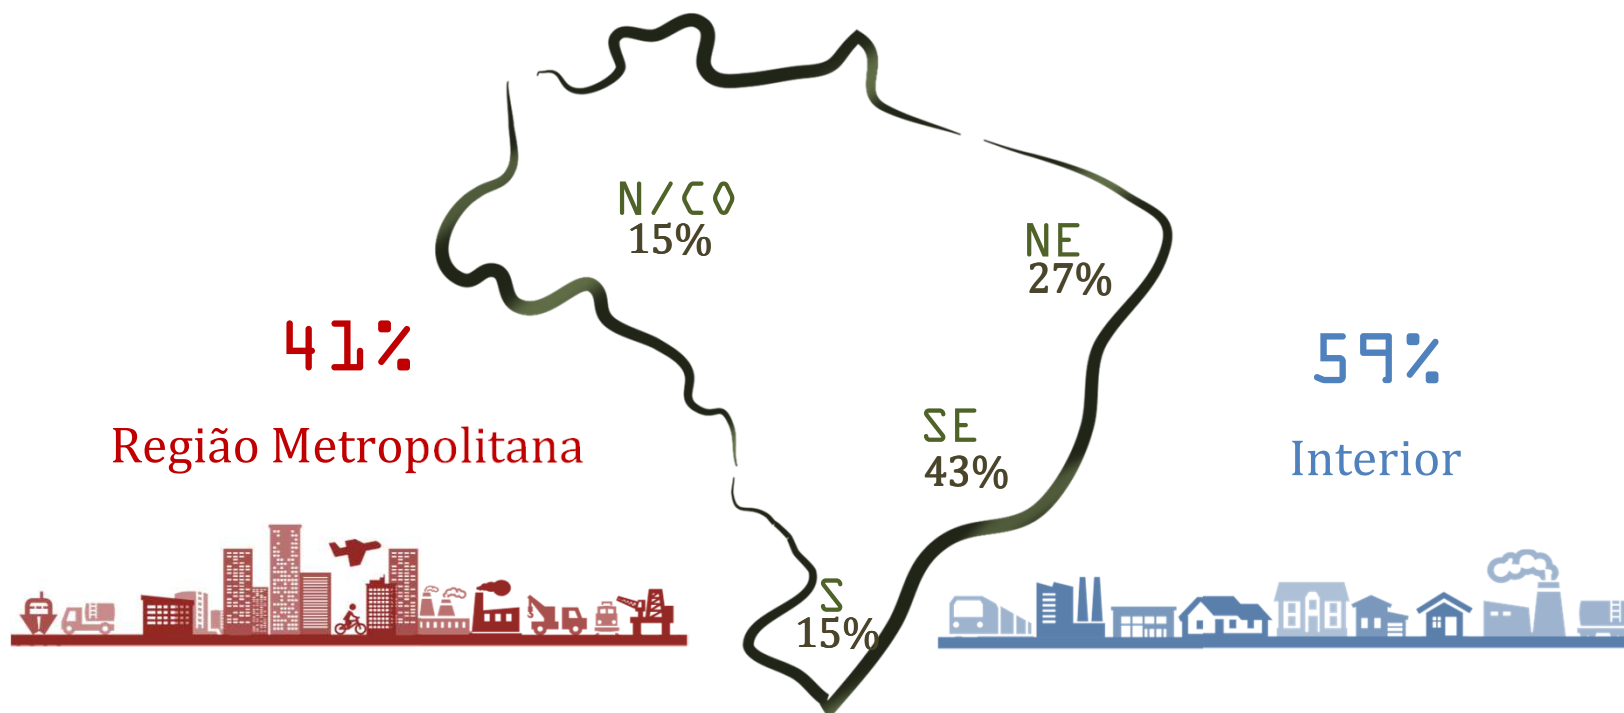 N/CO
15%
NE
27%
41%
Região Metropolitana
59%
Interior
SE
43%
S
15%